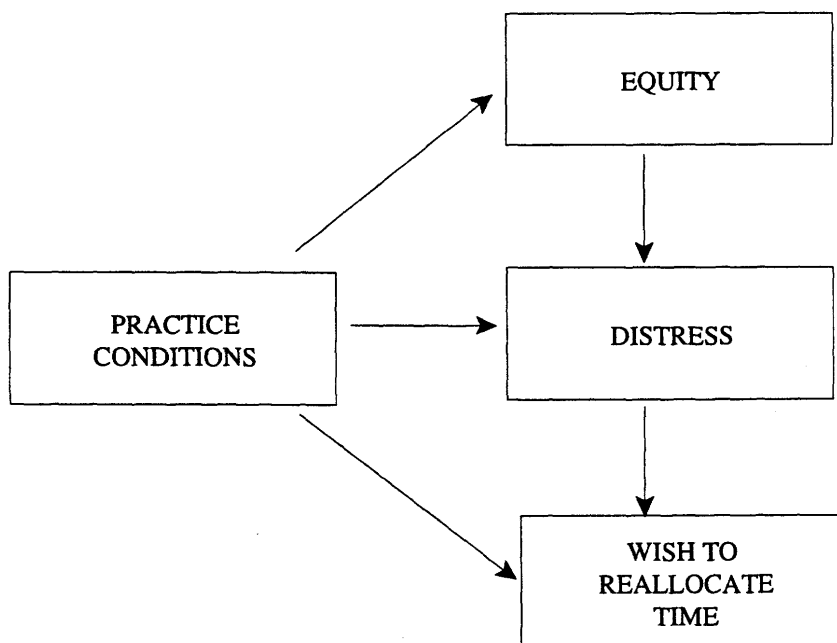 EQUITY
PRACTICE
CONDITIONS
DISTRESS
WISH TO
REALLOCATE
TIME